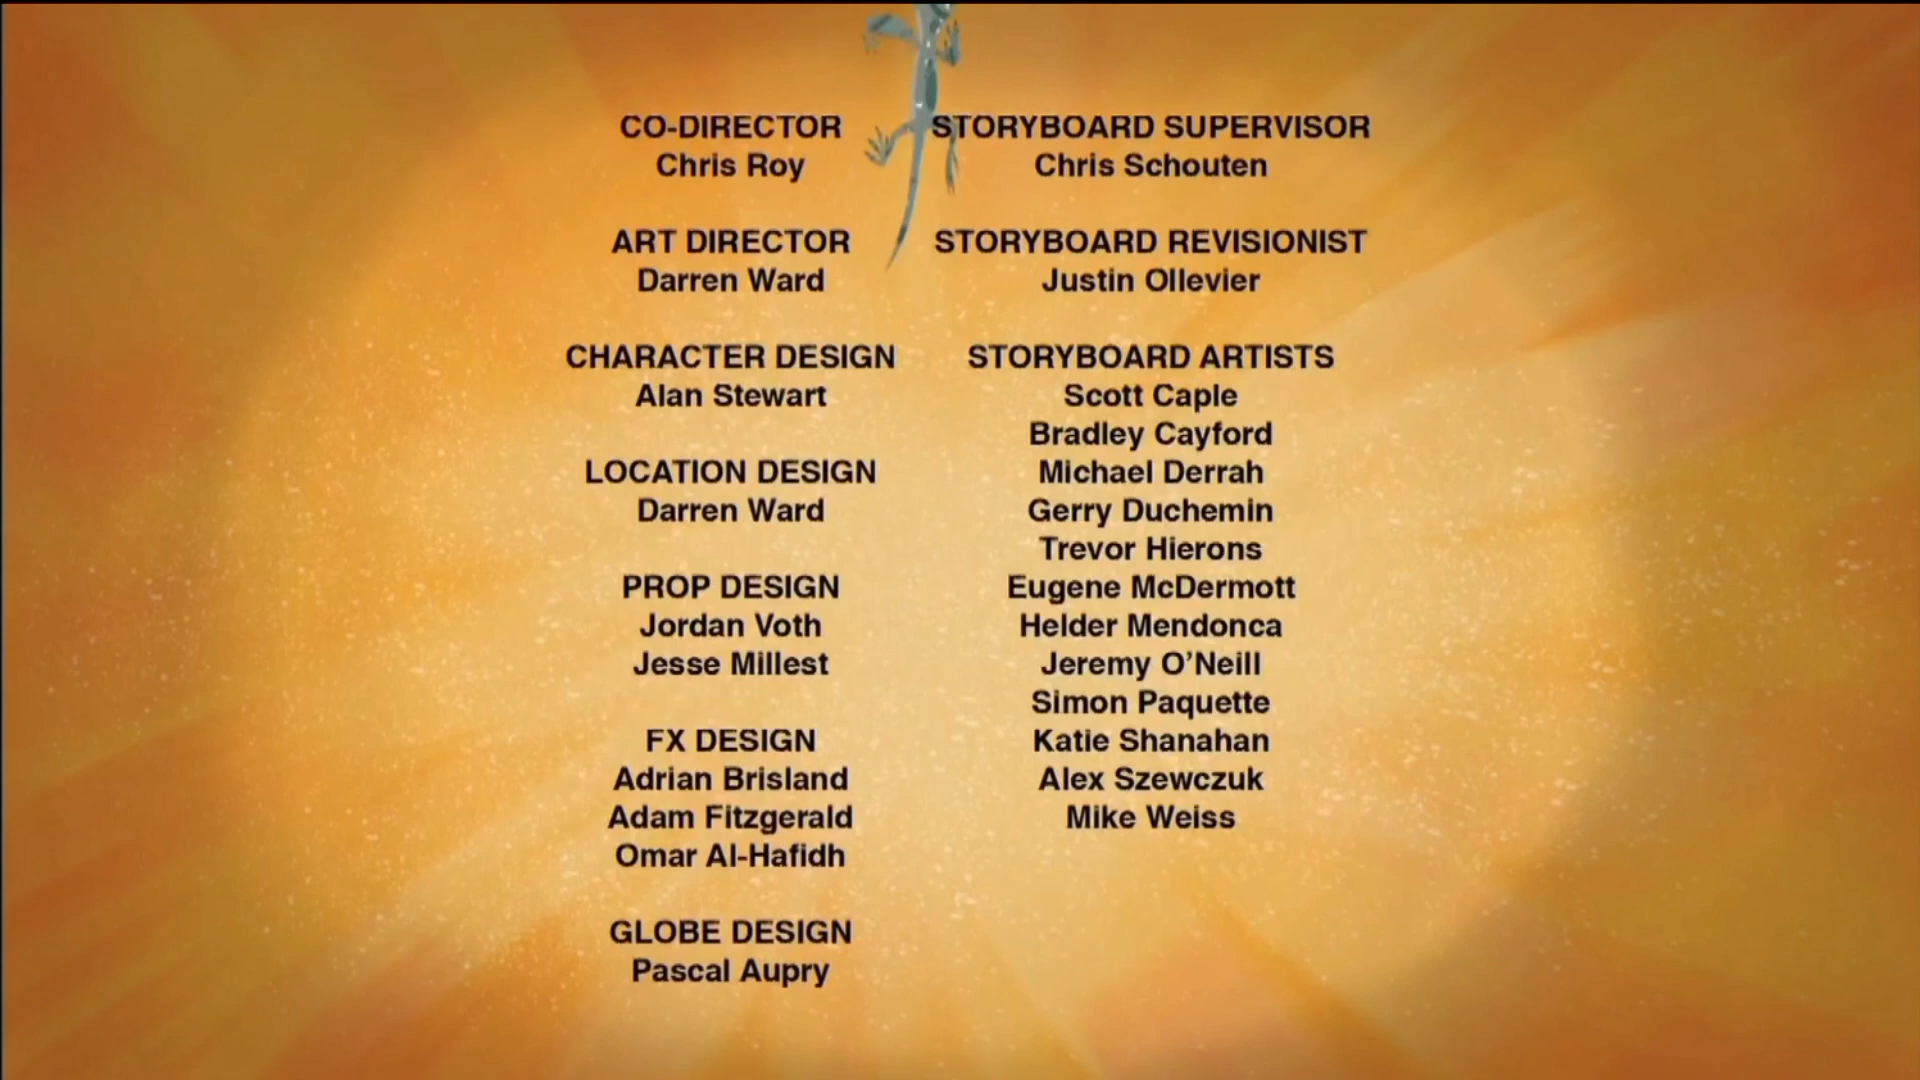 CO-DIRECTOR
Chris Roy
ART DIRECTOR
Darren Ward
CHARACTER DESIGN
Alan Stewart
LOCATION DESIGN
Darren Ward
PROP DESIGN
Jordan Voth
Jesse Millest
FX DESIGN
Adrian Brisland
Adam Fitzgerald
Omar Al-Hafidh
GLOBE DESIGN
Pascal Aupry
STORYBOARD SUPERVISOR
Chris Schouten
STORYBOARD REVISIONIST
Justin Ollevier
STORYBOARD ARTISTS
Scott Caple
Bradley Cayford
Michael Derrah
Gerry Duchemin
Trevor Hierons
Eugene McDermott
Helder Mendonca
Jeremy O’Neill
Simon Paquette
Katie Shanahan
Alex Szewczuk
Mike Weiss